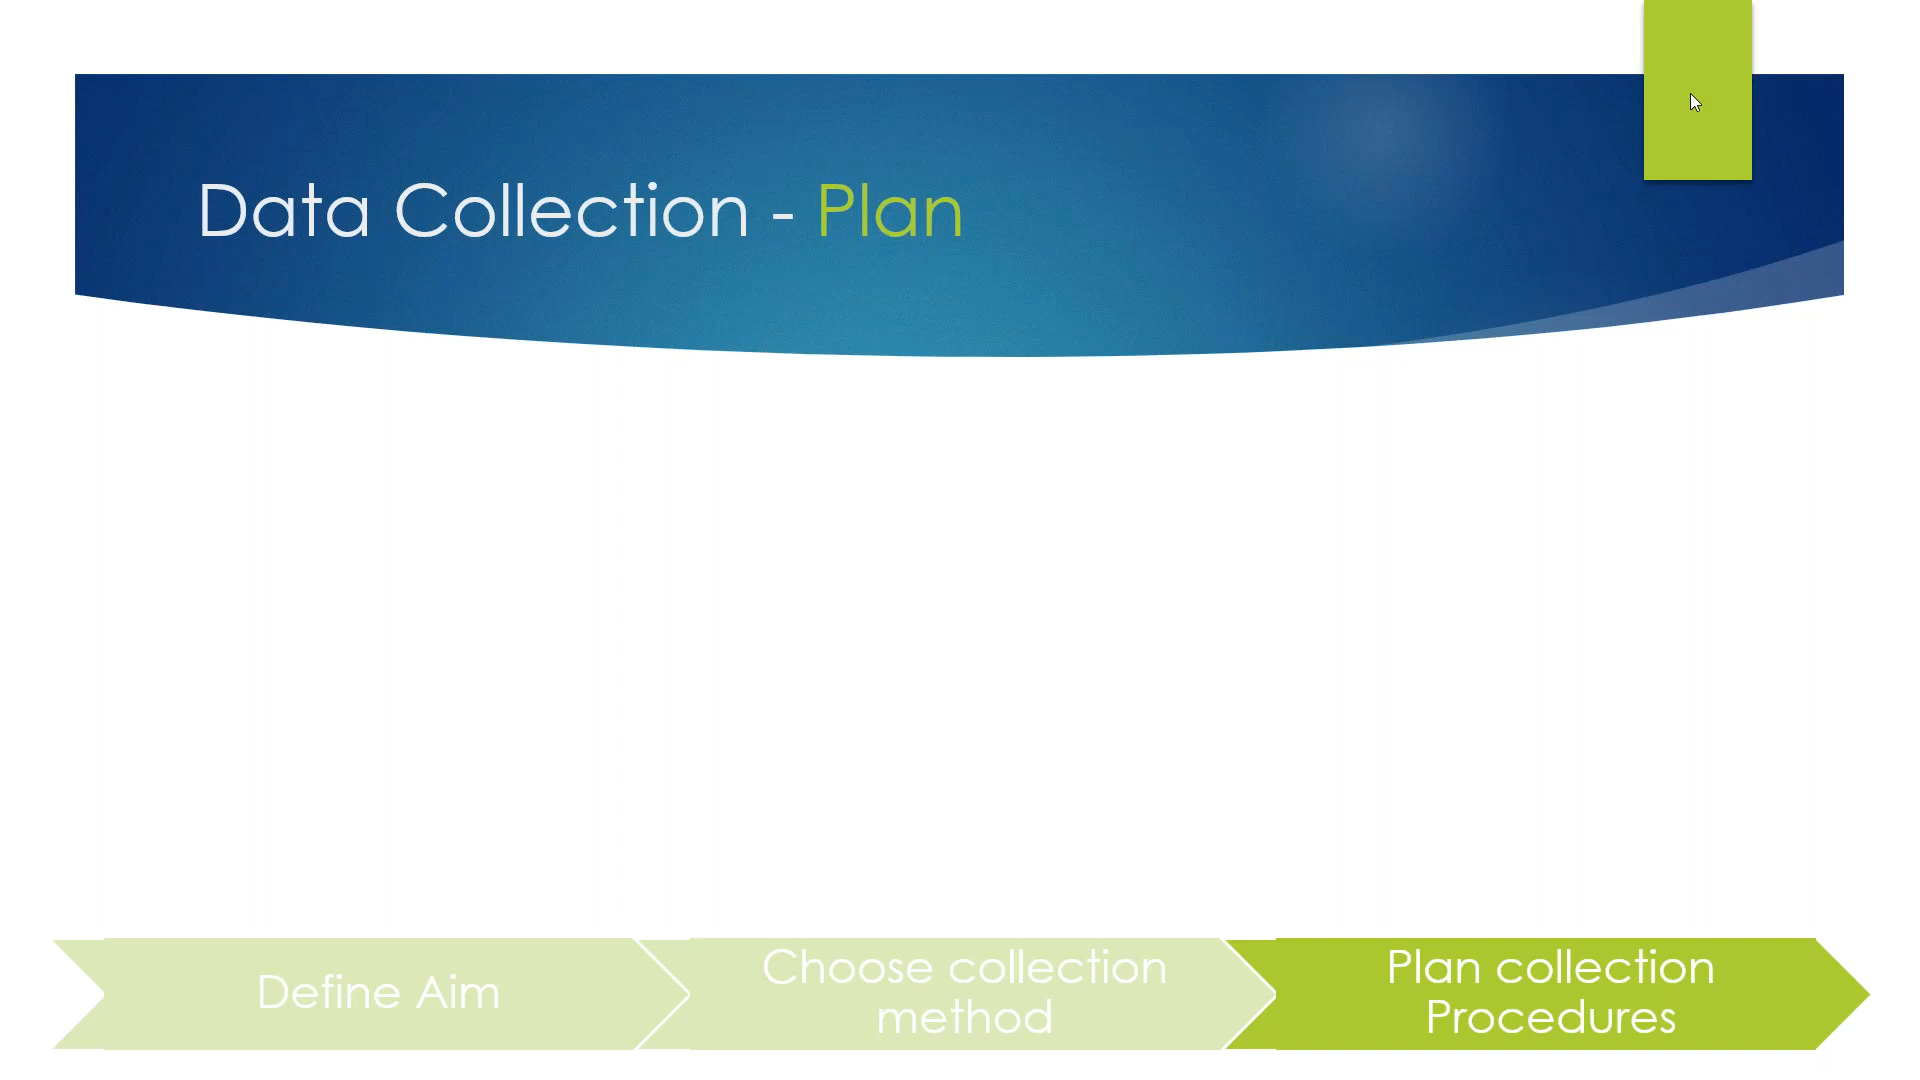 Data Collection - Plan
Define Aim
Choose collection
method
Plan collection
Procedures